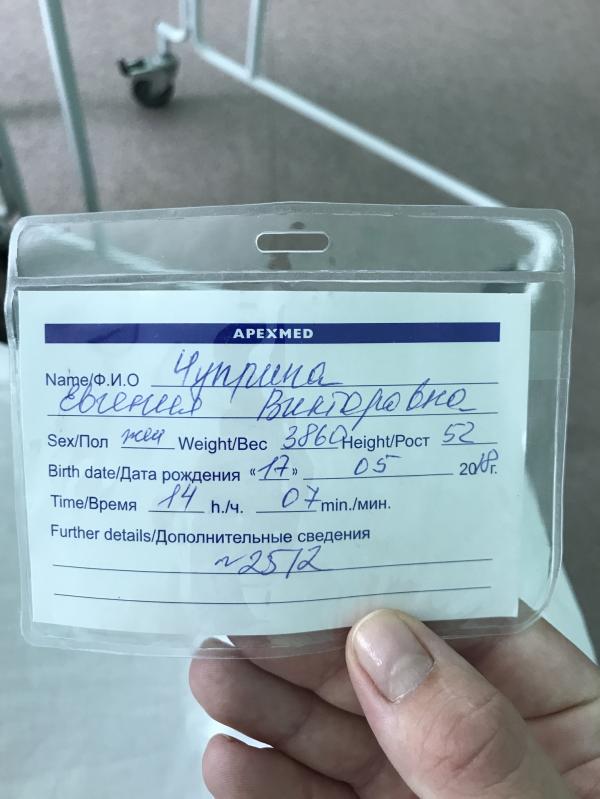 APEXMED
Name/Ф.И.О Чуприна
Евгения Викторовна
Sex/Пол жен Weight/Вес 3860 Height/Рост 52
Birth date/Дата рождения «17» 05 2018г.
Time/Время 14 h./ч. 07 min./мин.
Further details/Дополнительные сведения
~2512